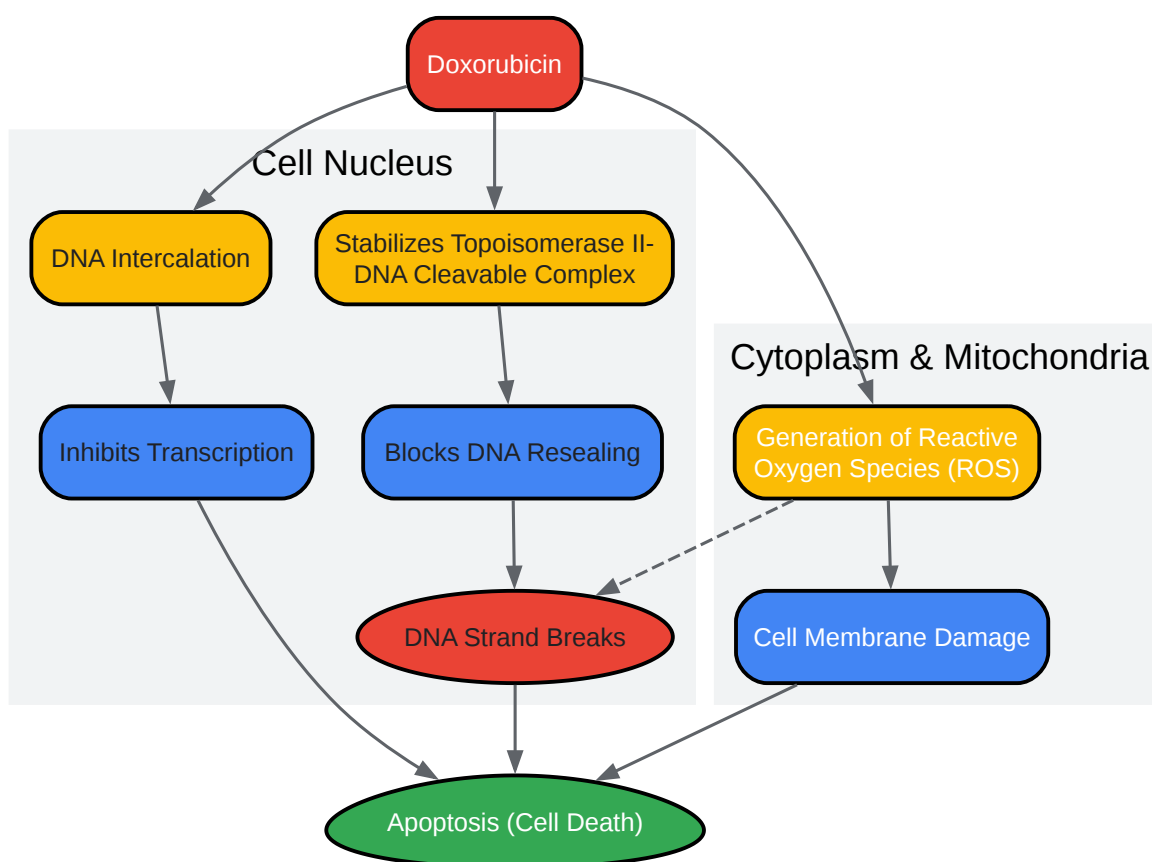 Doxorubicin
Cell Nucleus
DNA Intercalation
Stabilizes Topoisomerase II-
DNA Cleavable Complex
Cytoplasm & Mitochondria
Inhibits Transcription
Blocks DNA Resealing
Generation of Reactive
Oxygen Species (ROS)
DNA Strand Breaks
Cell Membrane Damage
Apoptosis (Cell Death)